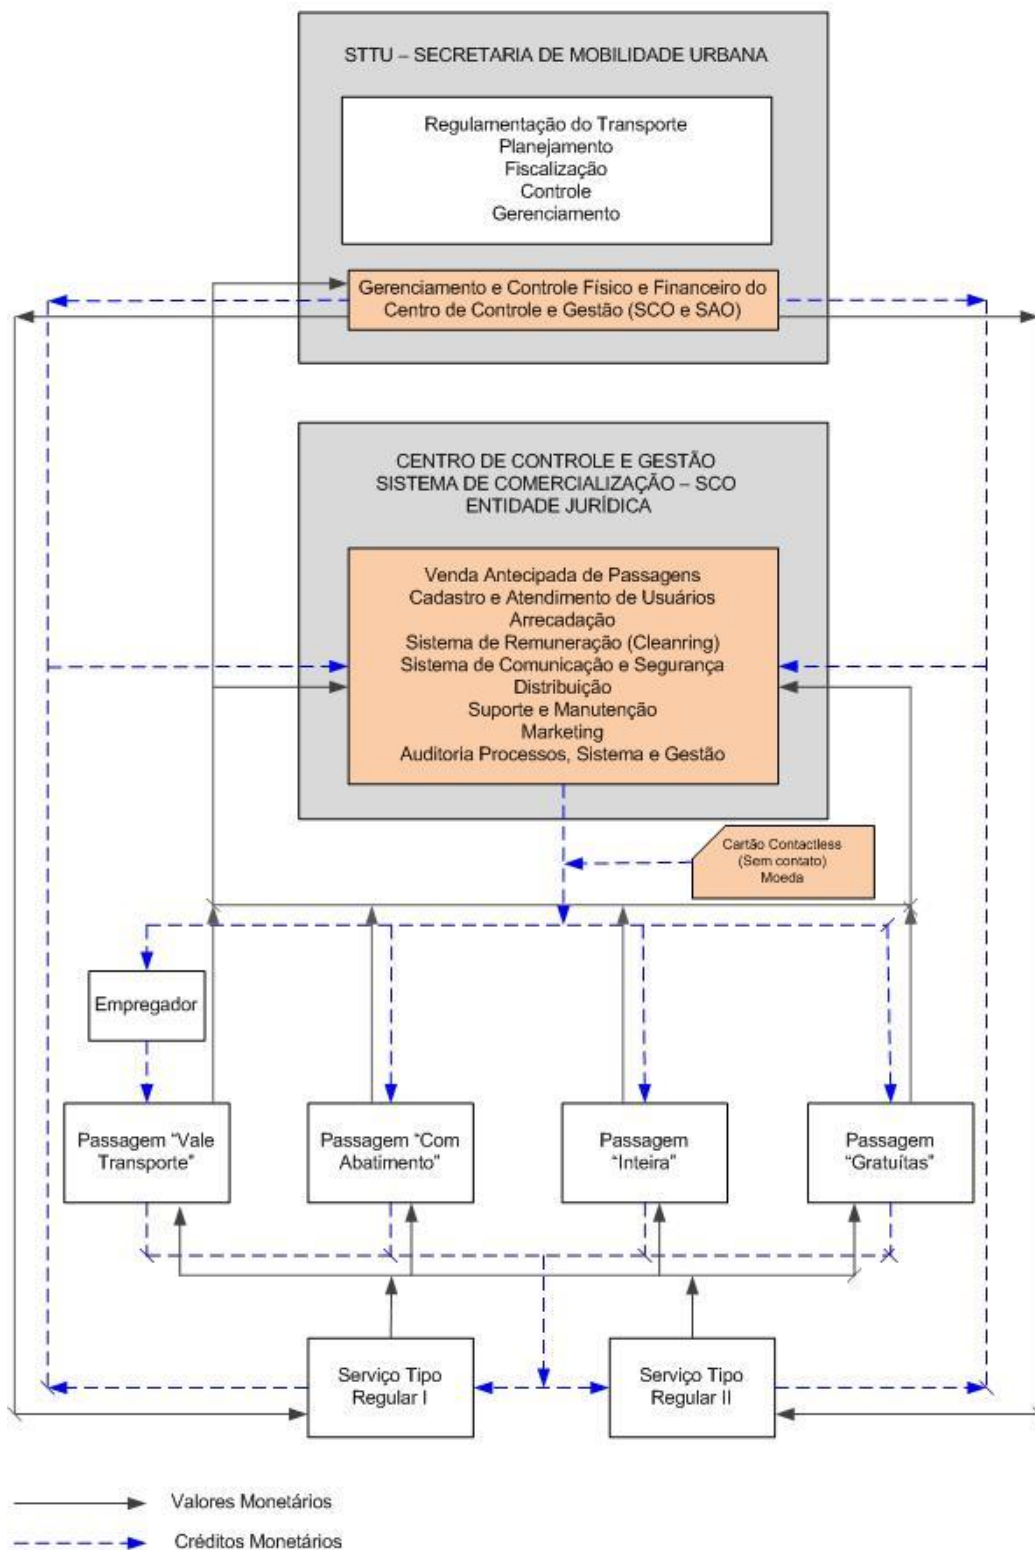 STTU – SECRETARIA DE MOBILIDADE URBANA
Regulamentação do Transporte
Planejamento
Fiscalização
Controle
Gerenciamento
Gerenciamento e Controle Físico e Financeiro do
Centro de Controle e Gestão (SCO e SAO)
CENTRO DE CONTROLE E GESTÃO
SISTEMA DE COMERCIALIZAÇÃO – SCO
ENTIDADE JURÍDICA
Venda Antecipada de Passagens
Cadastro e Atendimento de Usuários
Arrecadação
Sistema de Remuneração (Cleanring)
Sistema de Comunicação e Segurança
Distribuição
Suporte e Manutenção
Marketing
Auditoria Processos, Sistema e Gestão
Cartão Contactless
(Sem contato)
Moeda
Empregador
Passagem “Vale
Transporte”
Passagem “Com
Abatimento”
Passagem
“Inteira”
Passagem
“Gratuítas”
Serviço Tipo
Regular I
Serviço Tipo
Regular II
Valores Monetários
Créditos Monetários